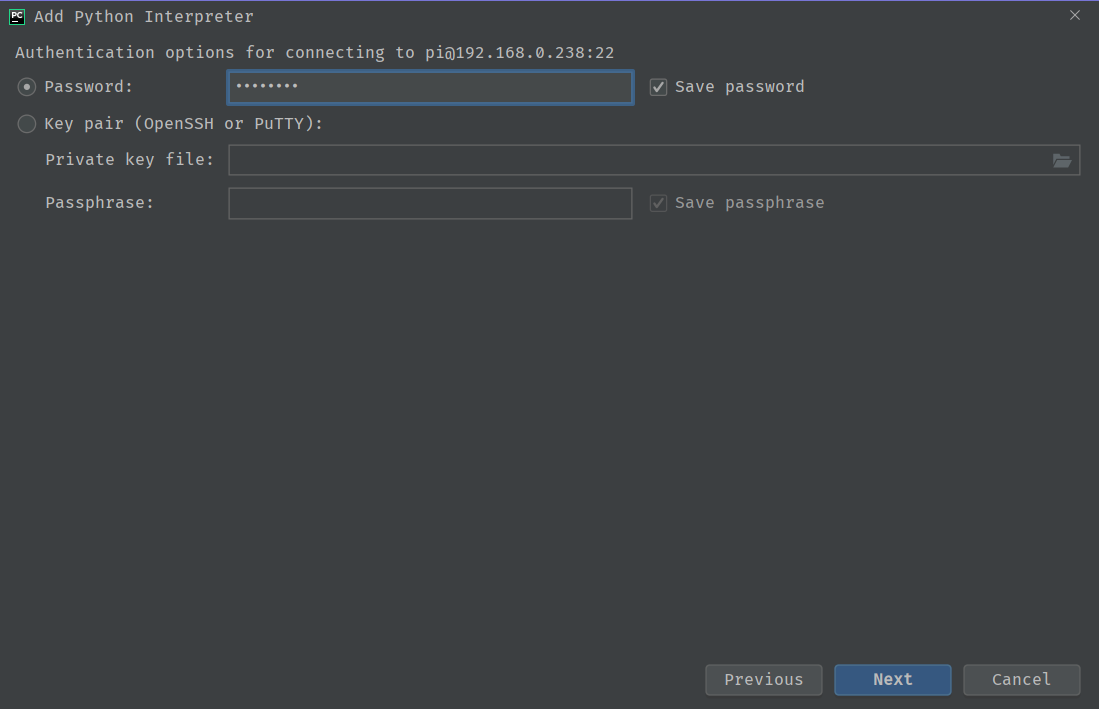 PC Add Python Interpreter
Authentication options for connecting to pi@192.168.0.238:22
Password: •••••••• Save password
Key pair (OpenSSH or PuTTY):
Private key file:
Passphrase: Save passphrase
Previous Next Cancel